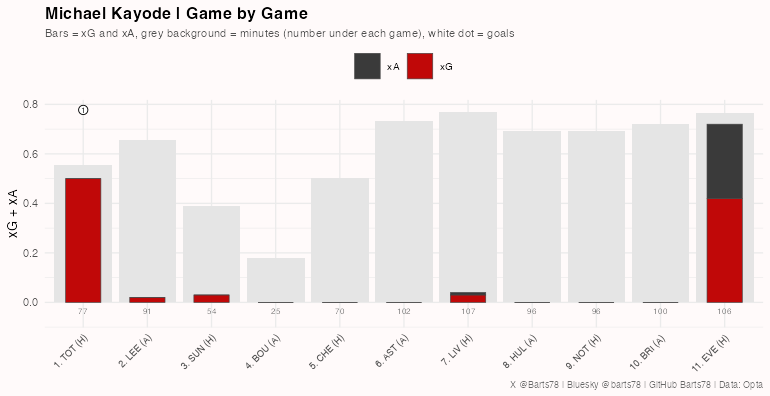 Michael Kayode | Game by Game
Bars = xG and xA, grey background = minutes (number under each game), white dot = goals
xA xG
xG + xA
0.8
0.6
0.4
0.2
0.0
1
77 91 54 25 70 102 107 96 96 100 106
1. TOT (H)
2. LEE (A)
3. SUN (H)
4. BOU (A)
5. CHE (H)
6. AST (A)
7. LIV (H)
8. HUL (A)
9. NOT (H)
10. BRI (A)
11. EVE (H)
X @Barts78 | Bluesky @barts78 | GitHub Barts78 | Data: Opta